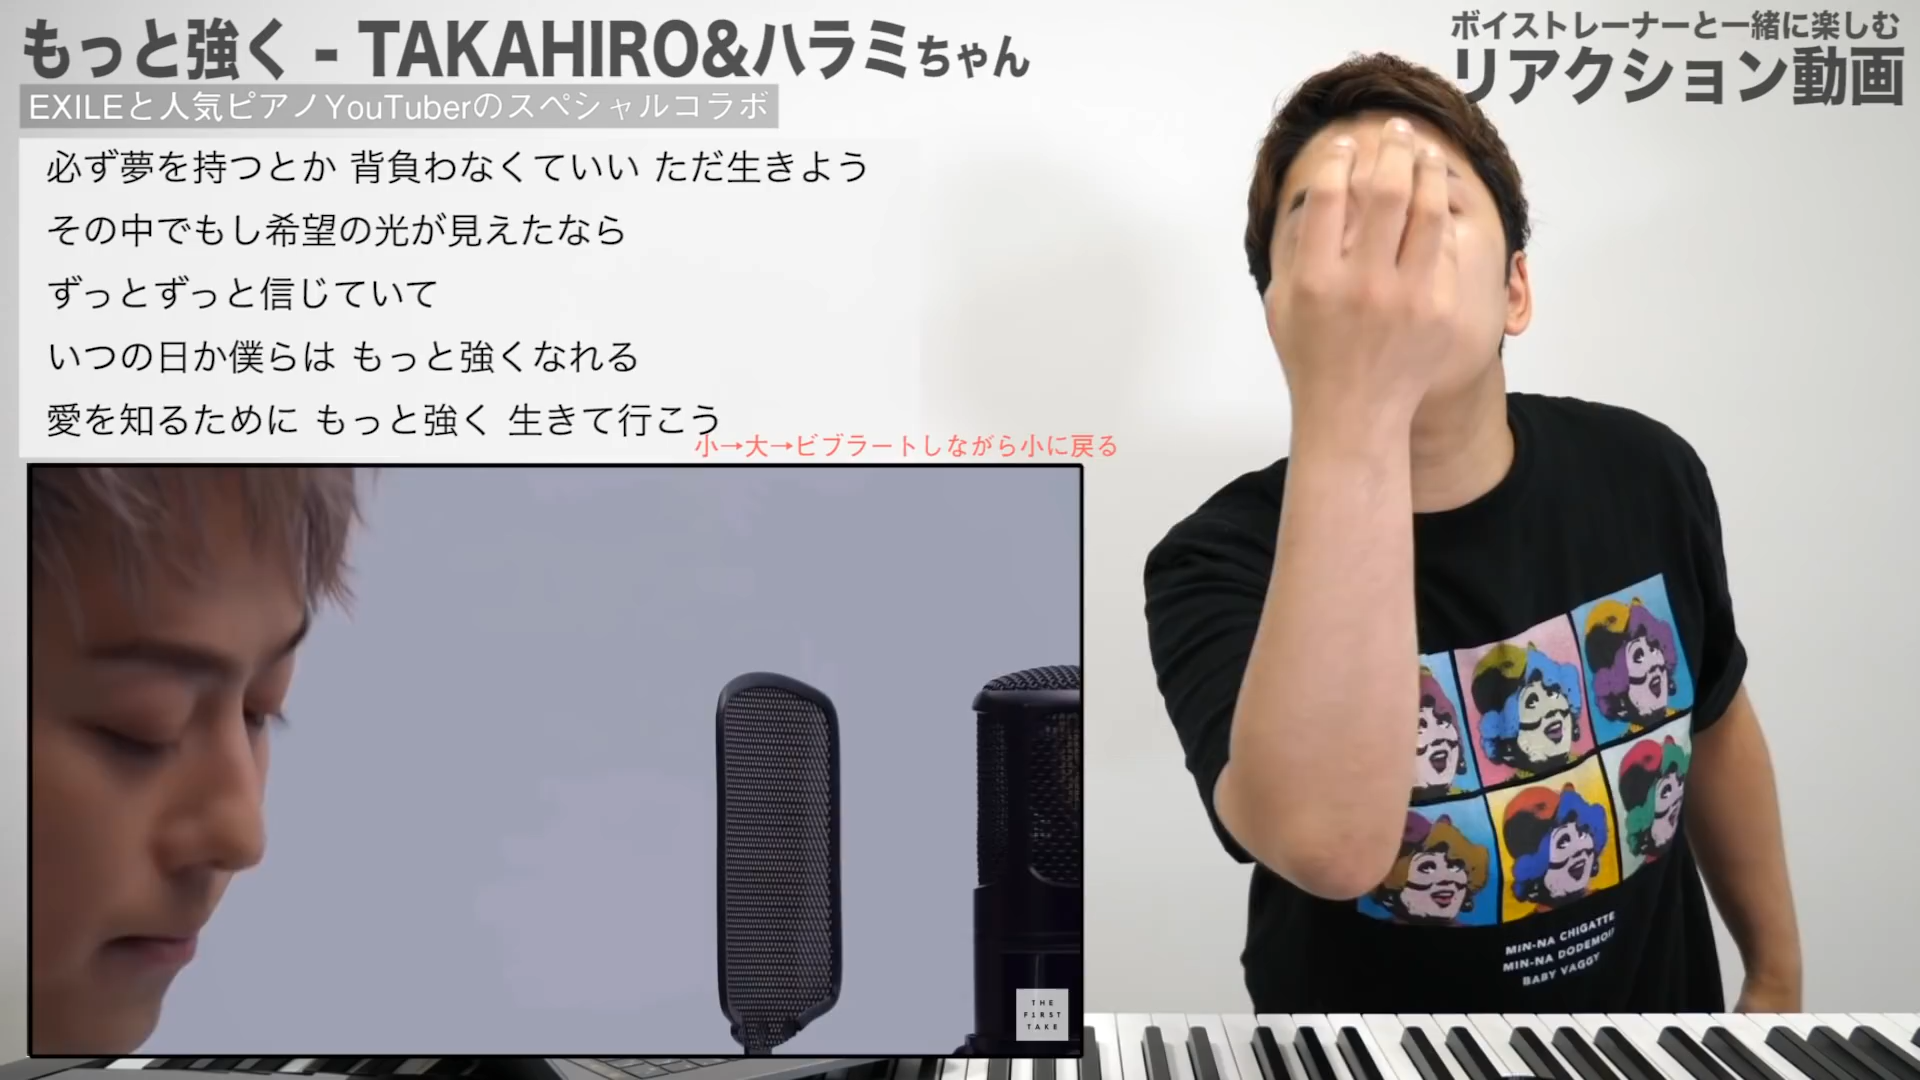 もっと強く - TAKAHIRO&ハラミちゃん
EXILEと人気ピアノYouTuberのスペシャルコラボ
ボイストレーナーと一緒に楽しむ
リアクション動画
必ず夢を持つとか 背負わなくていい ただ生きよう
その中でもし希望の光が見えたなら
ずっとずっと信じていて
いつの日か僕らは もっと強くなれる
愛を知るために もっと強く 生きて行こう
小→大→ビブラートしながら小に戻る
THE
F1RST
TAKE
MIN-NA CHIGATTE
MIN-NA DODEMOII
BABY VAGGY